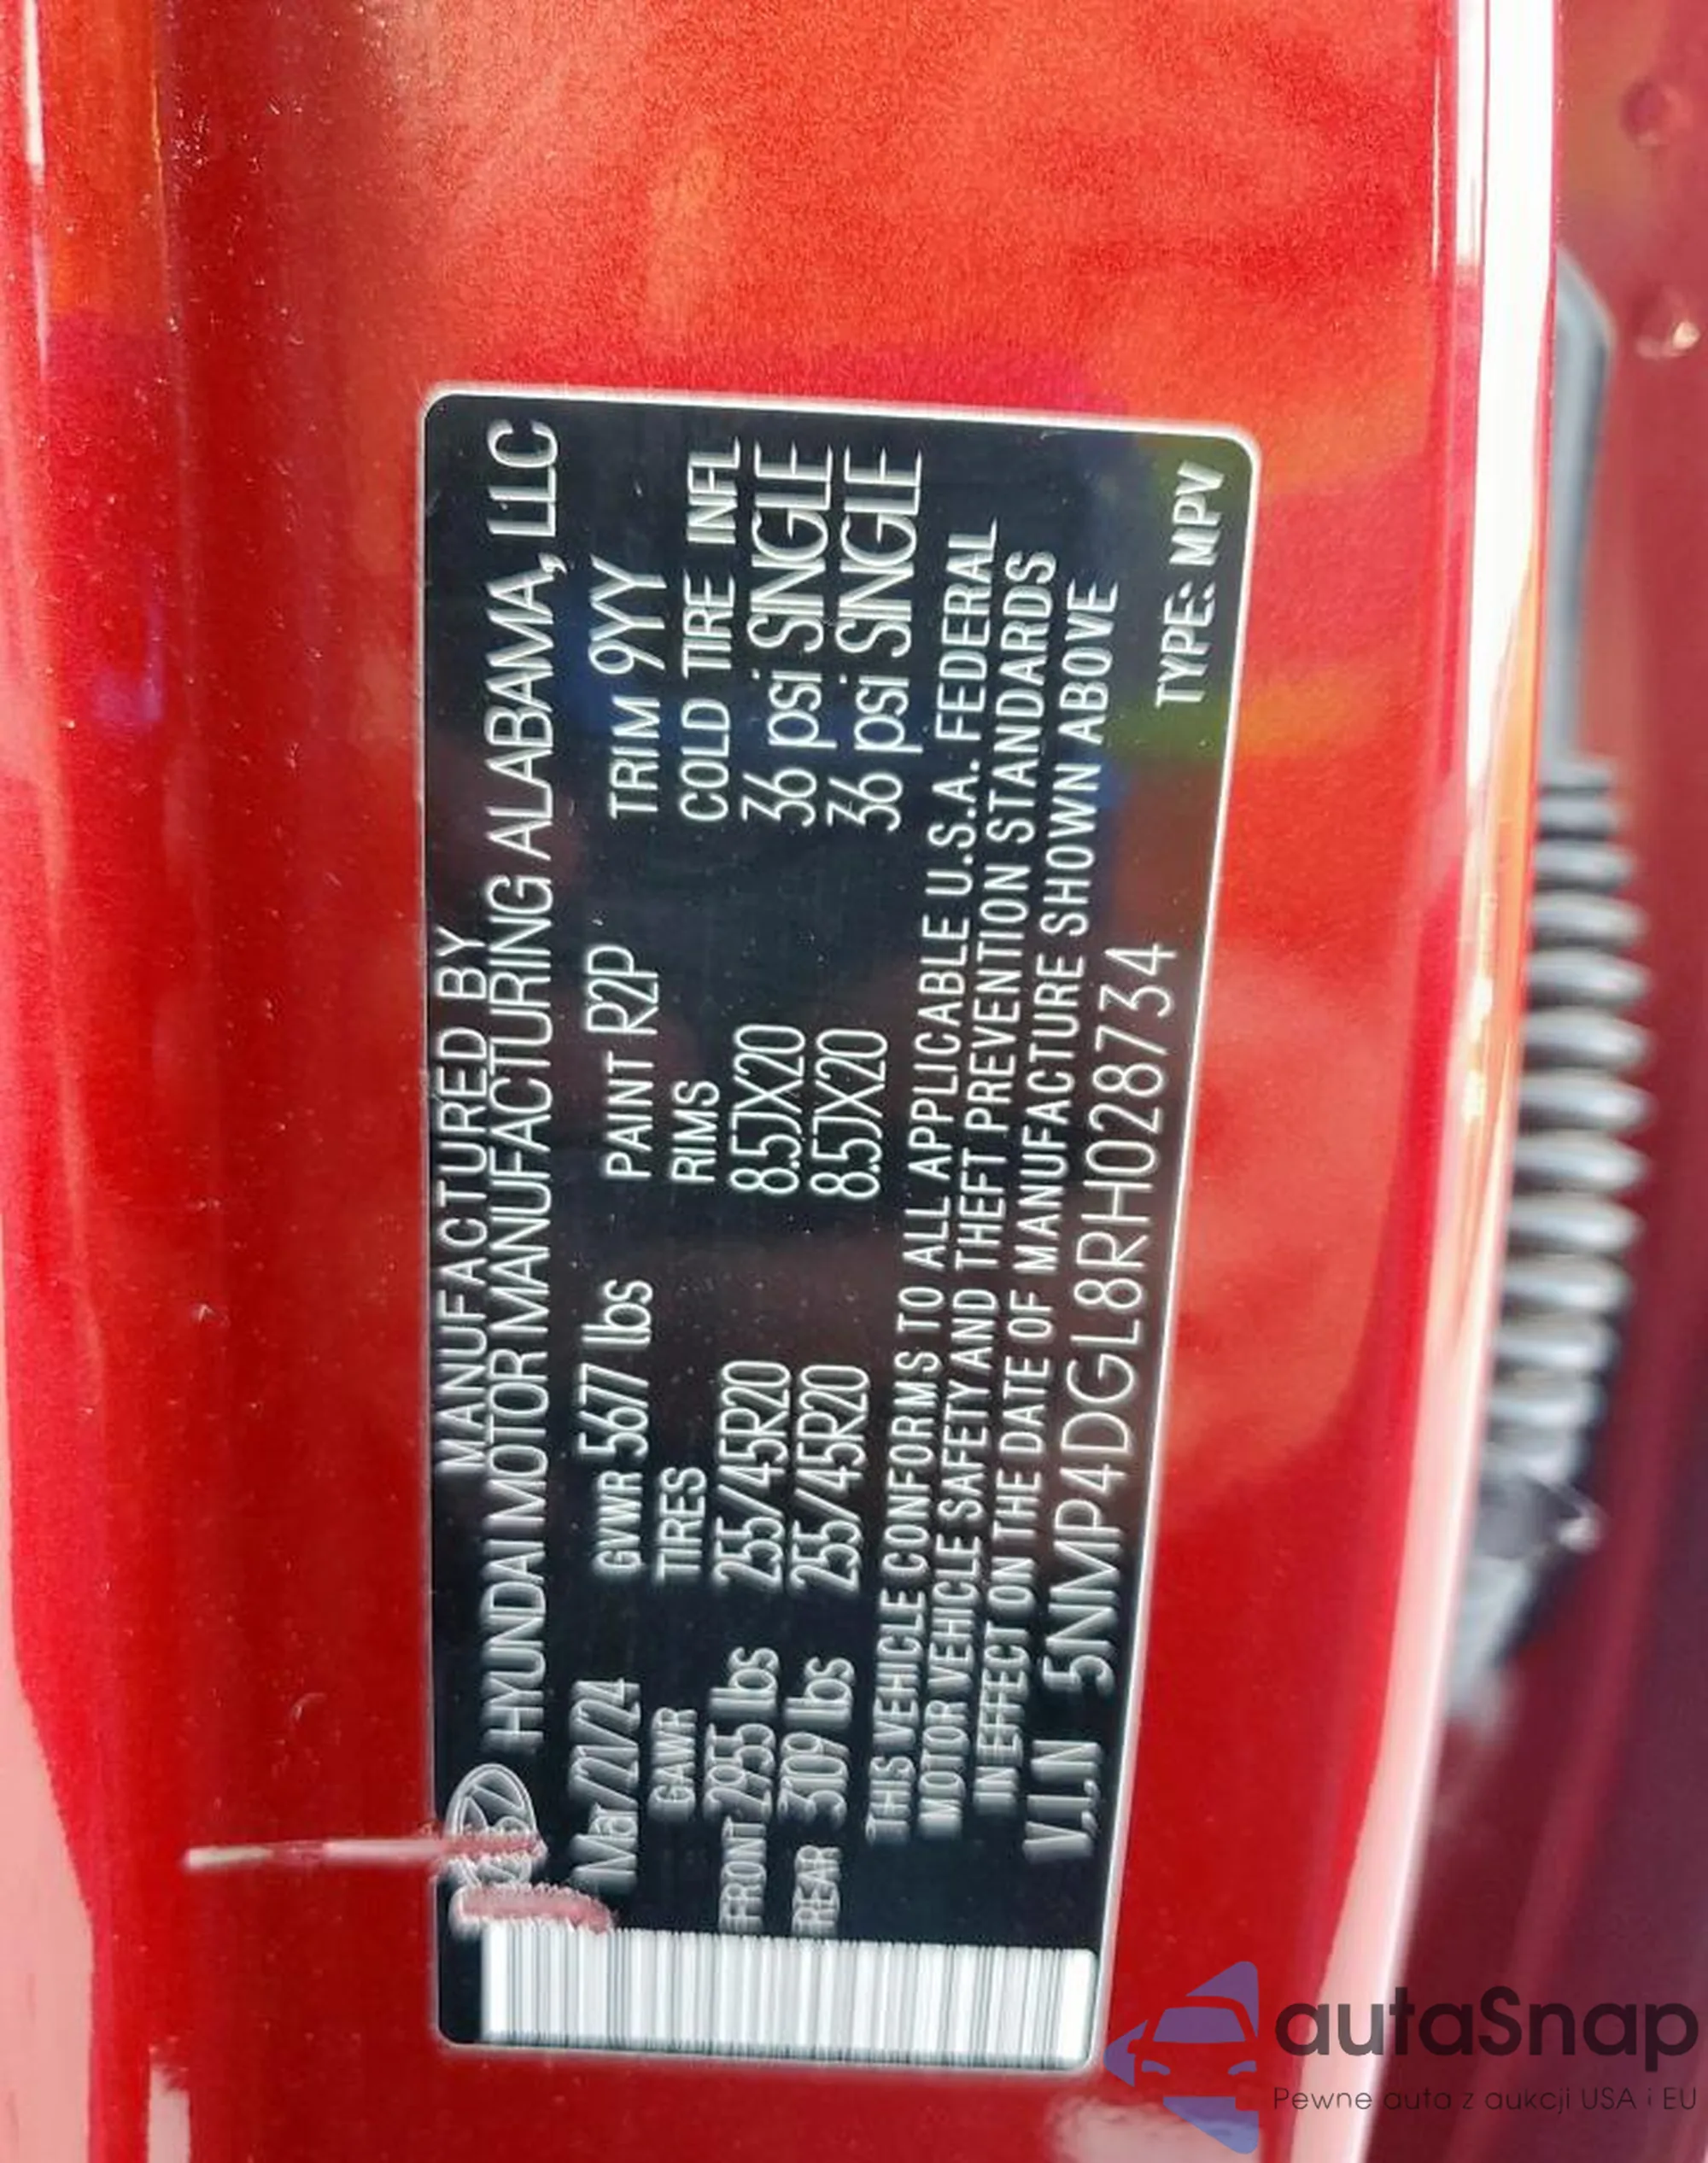 MANUFACTURED BY
HYUNDAI MOTOR MANUFACTURING ALABAMA, LLC
Mar/21/24 GVWR 5677 lbs PAINT R2P TRIM 9YY
GAWR TIRES RIMS COLD TIRE INFL
FRONT 2955 lbs 255/45R20 8.5JX20 36 psi SINGLE
REAR 3109 lbs 255/45R20 8.5JX20 36 psi SINGLE
THIS VEHICLE CONFORMS TO ALL APPLICABLE U.S.A. FEDERAL
MOTOR VEHICLE SAFETY AND THEFT PREVENTION STANDARDS
IN EFFECT ON THE DATE OF MANUFACTURE SHOWN ABOVE
V.I.N 5NMP4DGL8RH028734 TYPE: MPV
autaSnap
Pewne auta z aukcji USA i EU